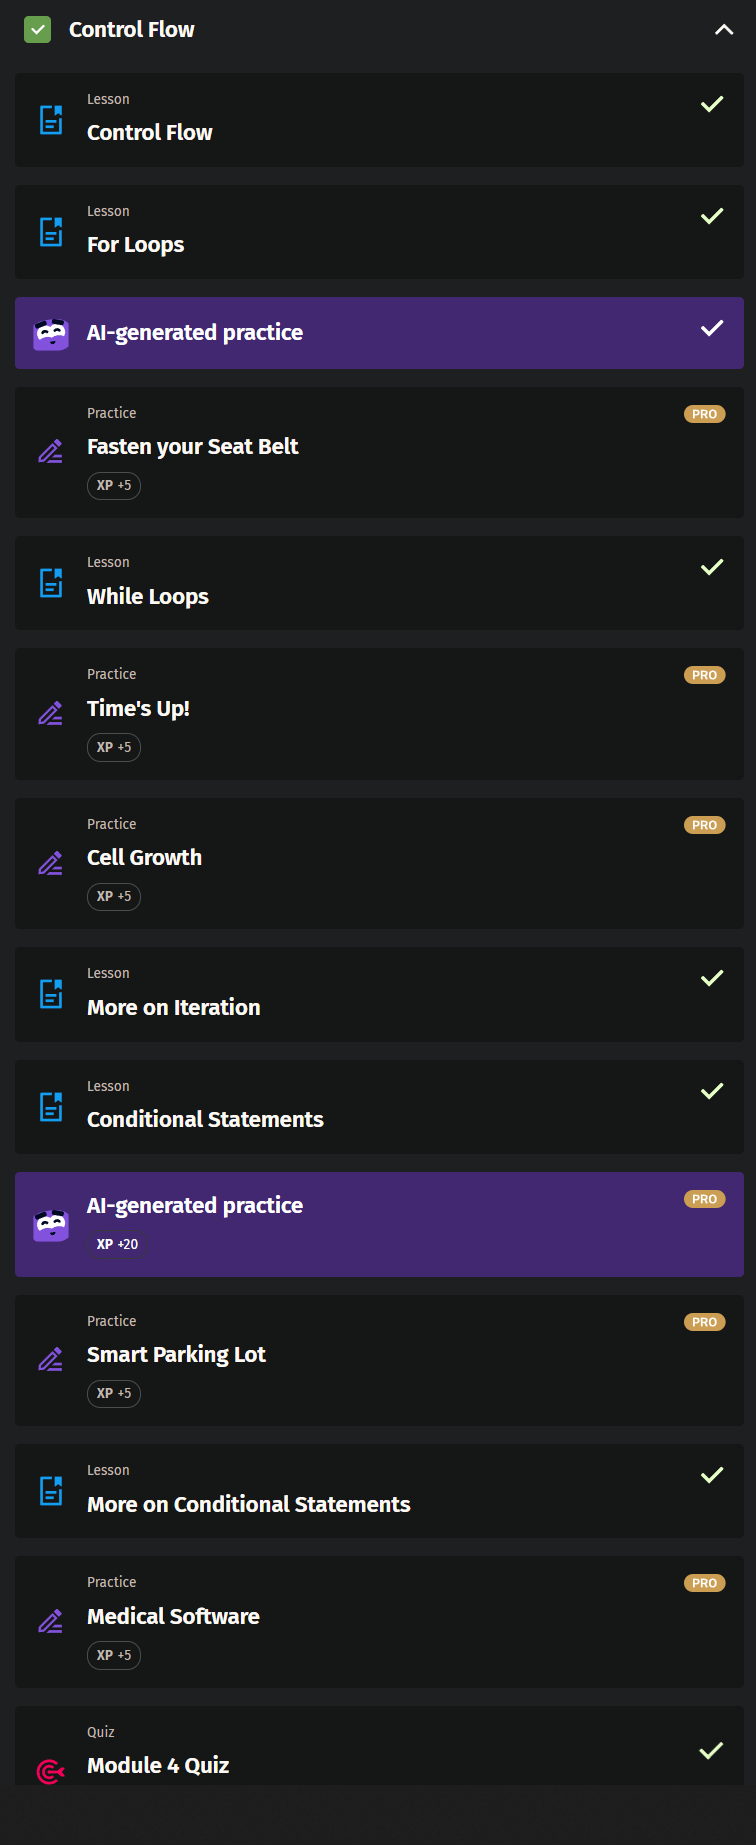 Control Flow
Lesson
Control Flow
Lesson
For Loops
AI-generated practice
Practice
PRO
Fasten your Seat Belt
XP +5
Lesson
While Loops
Practice
PRO
Time's Up!
XP +5
Practice
PRO
Cell Growth
XP +5
Lesson
More on Iteration
Lesson
Conditional Statements
AI-generated practice
PRO
XP +20
Practice
PRO
Smart Parking Lot
XP +5
Lesson
More on Conditional Statements
Practice
PRO
Medical Software
XP +5
Quiz
Module 4 Quiz